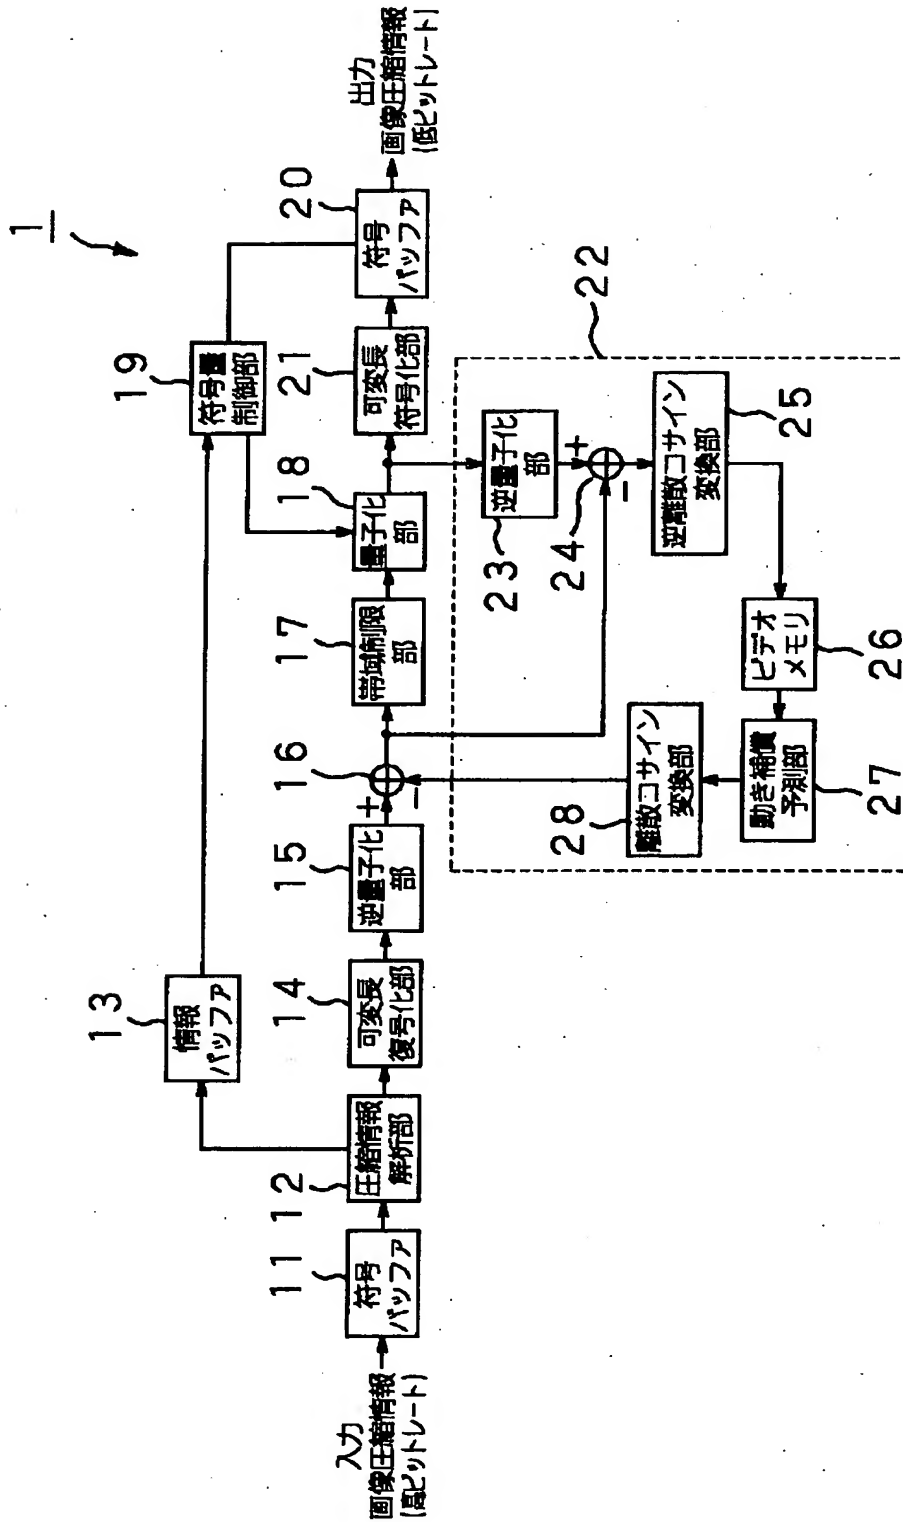 1
入力
画像圧縮情報
(高ビットレート)
11
符号
バッファ
12
圧縮情報
解析部
13
情報
バッファ
14
可変長
復号化部
15
逆量子化
部
16
+
−
17
帯域制限
部
18
量子化
部
19
符号量
制御部
21
可変長
符号化部
20
符号
バッファ
出力
画像圧縮情報
(低ビットレート)
22
23
逆量子化
部
24
+
−
25
逆離散コサイン
変換部
26
ビデオ
メモリ
27
動き補償
予測部
28
離散コサイン
変換部